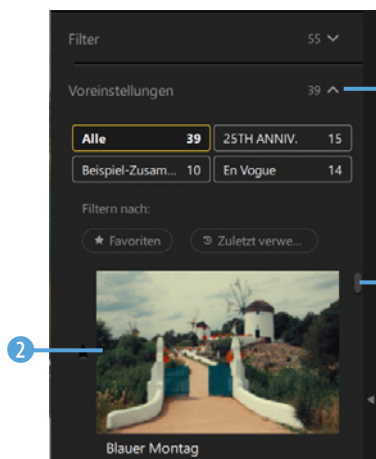 Filter 55
Voreinstellungen 39
Alle 39 25TH ANNIV. 15
Beispiel-Zusam... 10 En Vogue 14
Filtern nach:
Favoriten Zuletzt verwe...
2
Blauer Montag